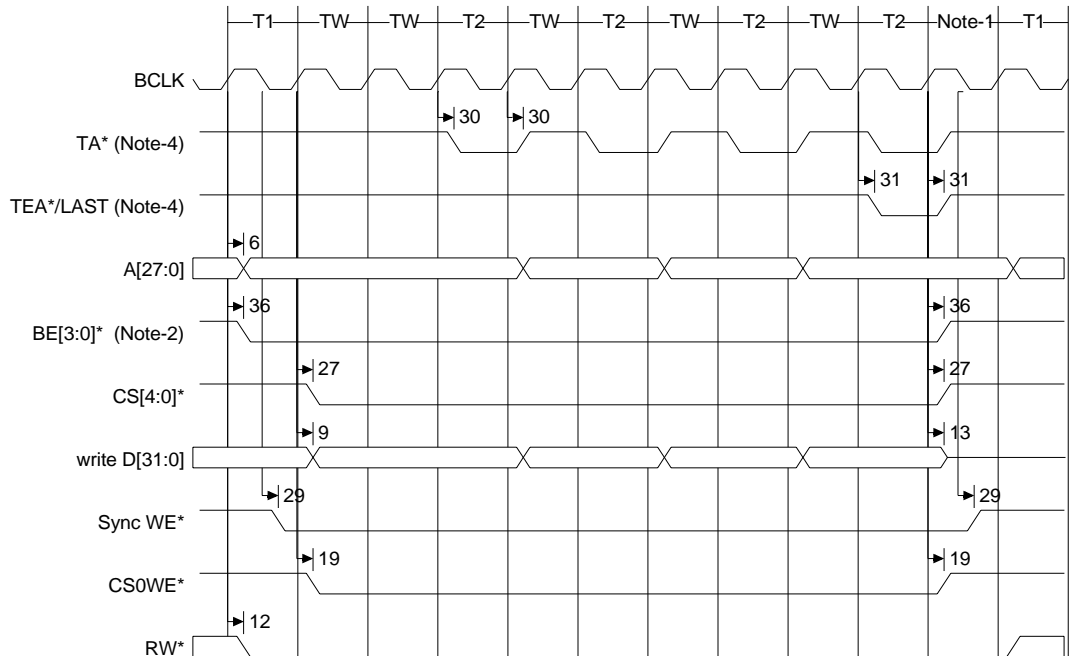 T1 TW TW T2 TW T2 TW T2 TW T2 Note-1 T1
BCLK
30 30
TA* (Note-4)
31 31
TEA*/LAST (Note-4)
6
A[27:0]
36 36
BE[3:0]* (Note-2)
27 27
CS[4:0]*
9 13
write D[31:0]
29 29
Sync WE*
19 19
CS0WE*
12
RW*